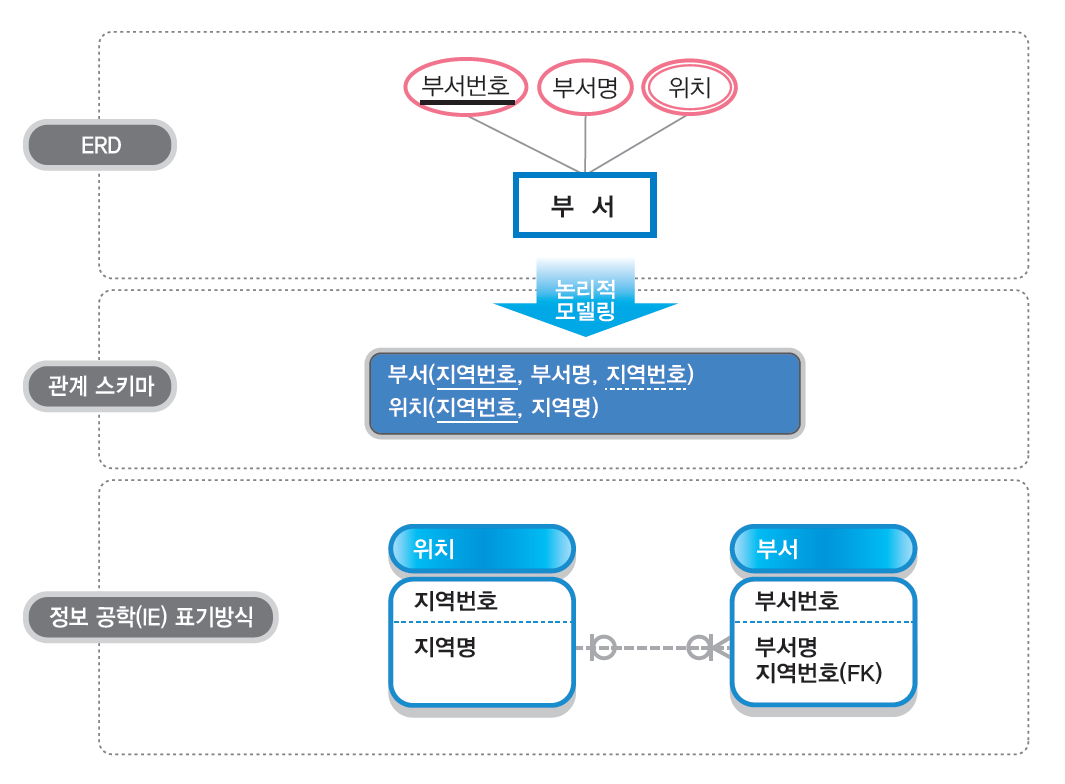 부서번호 부서명 위치
ERD
부 서
논리적
모델링
관계 스키마
부서(지역번호, 부서명, 지역번호)
위치(지역번호, 지역명)
위치 부서
정보 공학(IE) 표기방식
지역번호
지역명
부서번호
부서명
지역번호(FK)